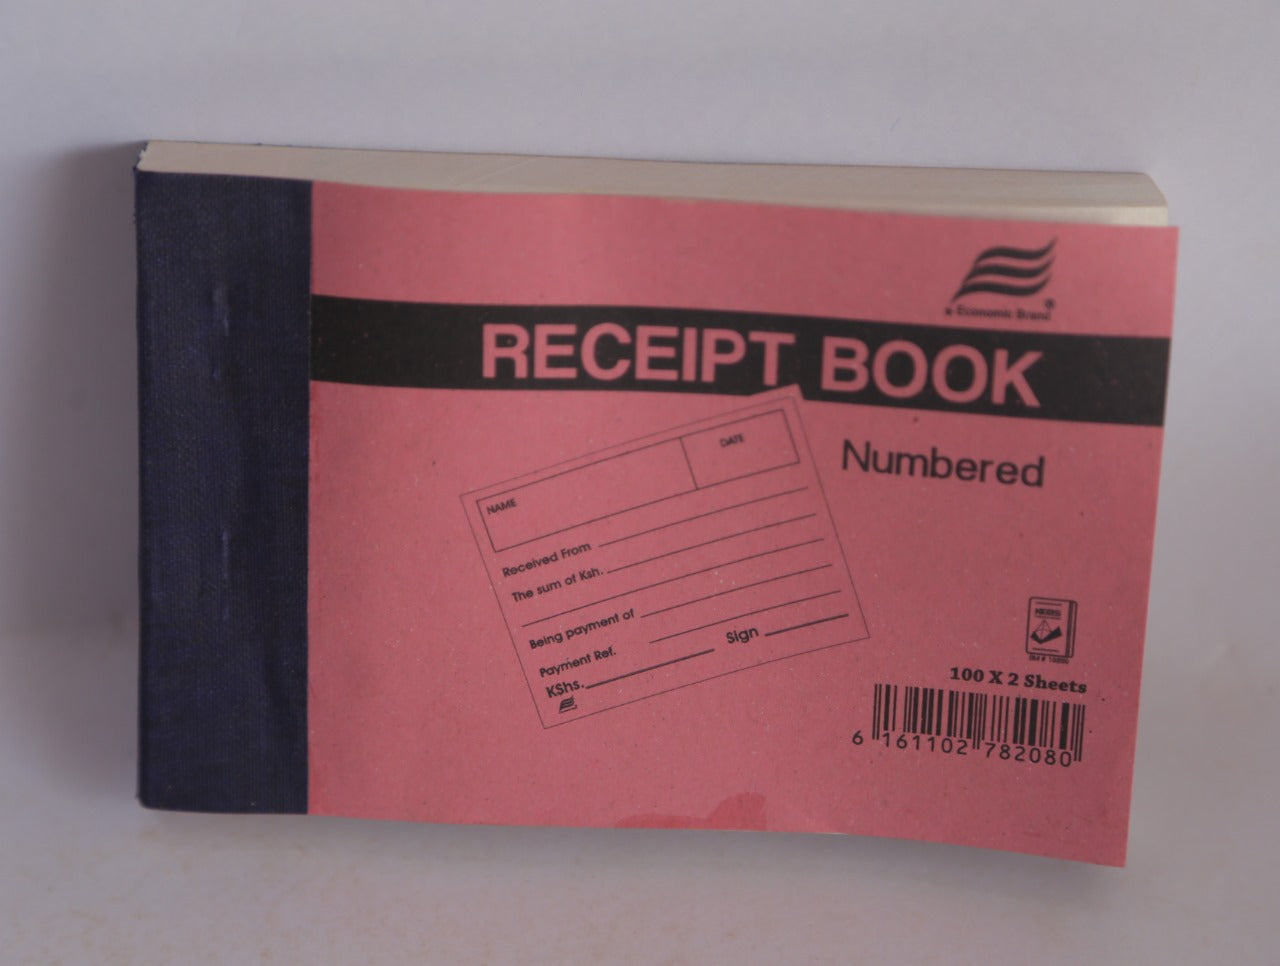 a-Economic Brand
RECEIPT BOOK
Numbered
NAME
DATE
Received From
The sum of Ksh.
Being payment of
Payment Ref.
Sign
KShs.
KEBS
100 X 2 Sheets
6 161102 782080